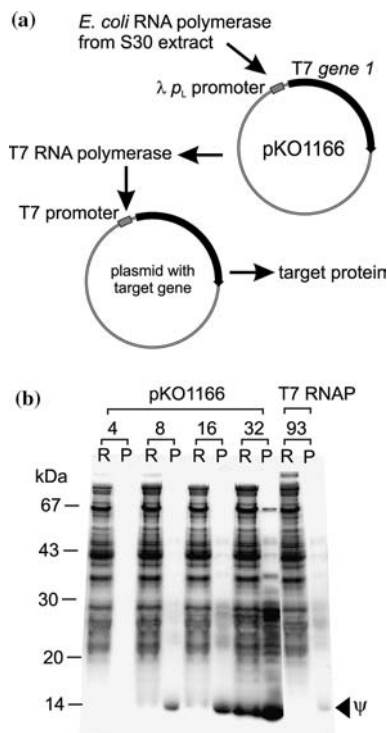 (a)
E. coli RNA polymerase
from S30 extract
T7 gene 1
λ pL promoter
pKO1166
T7 RNA polymerase
T7 promoter
plasmid with
target gene
target protein
(b)
pKO1166 T7 RNAP
4 8 16 32 93
kDa R P R P R P R P R P
67
43
30
20
14 ψ